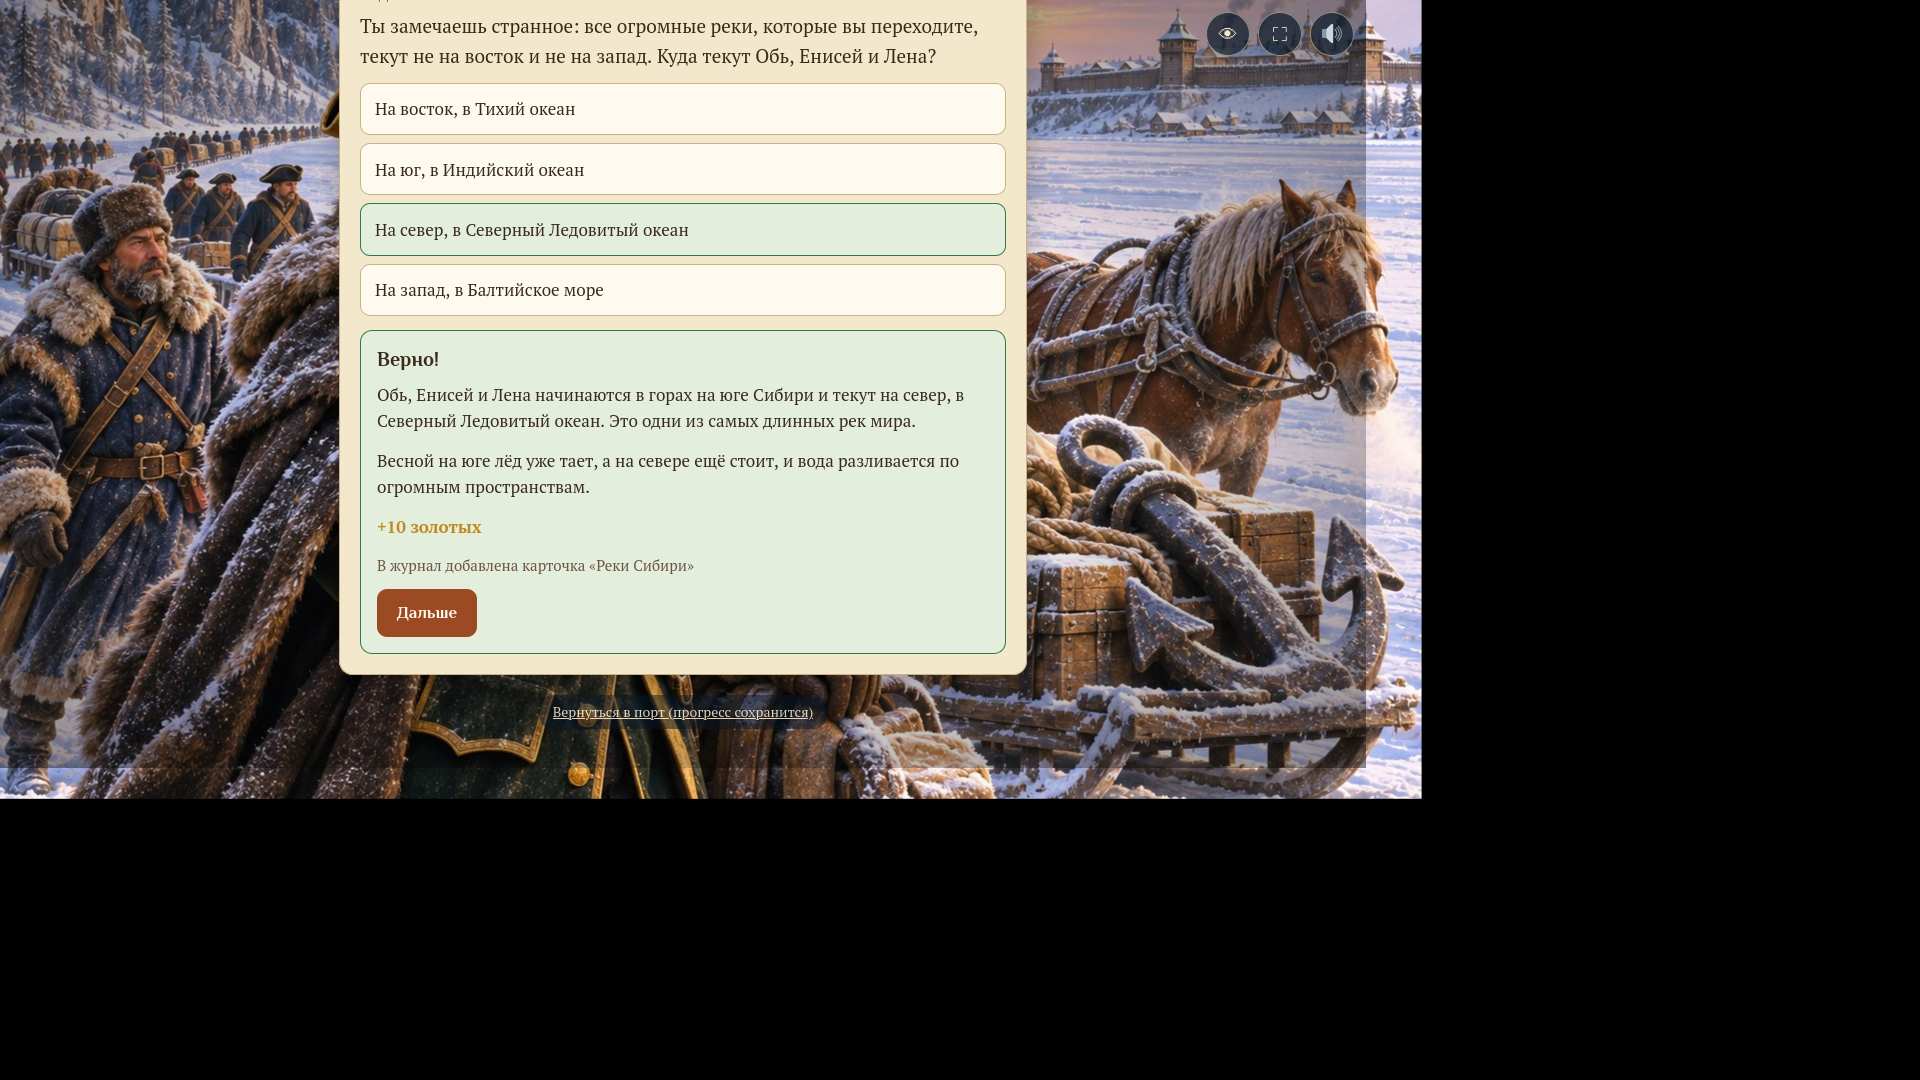 Ты замечаешь странное: все огромные реки, которые вы переходите,
текут не на восток и не на запад. Куда текут Обь, Енисей и Лена?
На восток, в Тихий океан
На юг, в Индийский океан
На север, в Северный Ледовитый океан
На запад, в Балтийское море
Верно!
Обь, Енисей и Лена начинаются в горах на юге Сибири и текут на север, в
Северный Ледовитый океан. Это одни из самых длинных рек мира.
Весной на юге лёд уже тает, а на севере ещё стоит, и вода разливается по
огромным пространствам.
+10 золотых
В журнал добавлена карточка «Реки Сибири»
Дальше
Вернуться в порт (прогресс сохранится)